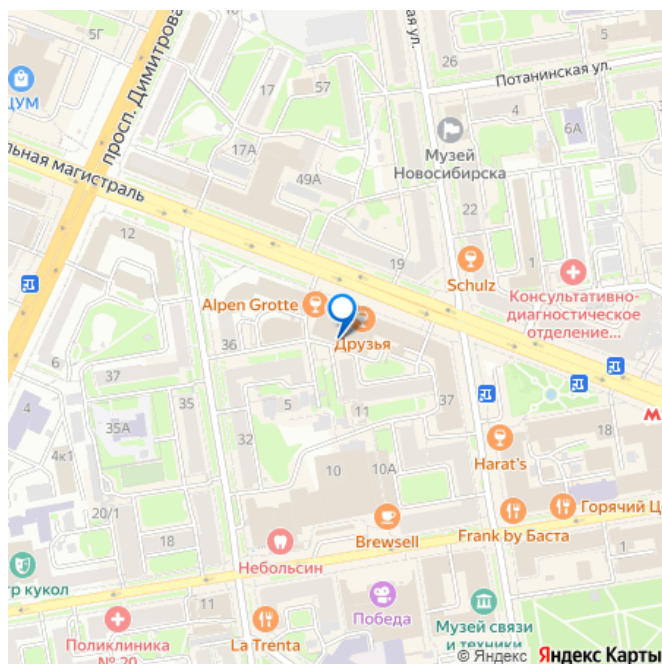 5Г
просп. Димитрова
ская ул.
26
Потанинская ул.
ЦУМ
17
57
4
6А
17А
Музей
Новосибирска
льная магистраль
49А
22
12
19
1
Schulz
Консультативно-
диагностическое
отделение...
Alpen Grotte
Друзья
36
6
37
5
11
37
4
35
35А
32
18
4к1
10
10А
Harat's
20/1
Горячий Ц
18
Небольсин
Brewsell
Frank by Баста
1
тр кукол
11
Победа
Поликлиника
№ 20
La Trenta
Музей связи
и техники
© Яндекс Яндекс Карты